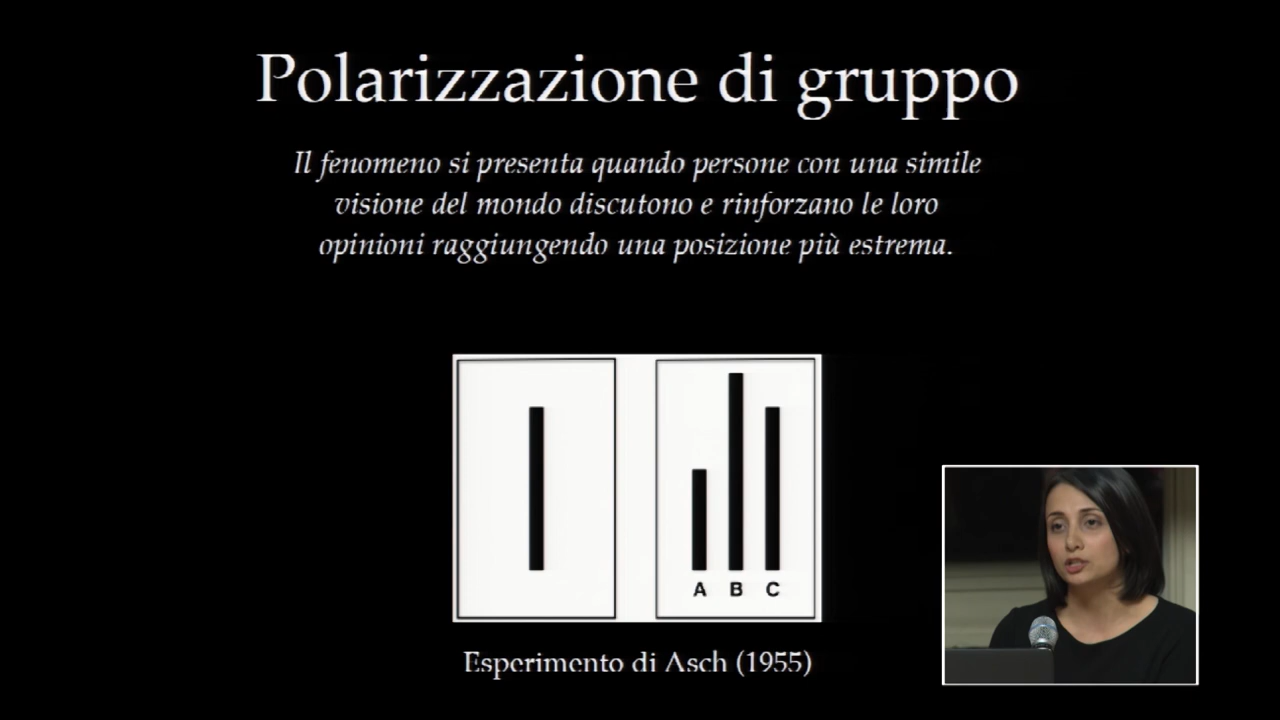 Polarizzazione di gruppo
Il fenomeno si presenta quando persone con una simile
visione del mondo discutono e rinforzano le loro
opinioni raggiungendo una posizione più estrema.
A B C
Esperimento di Asch (1955)